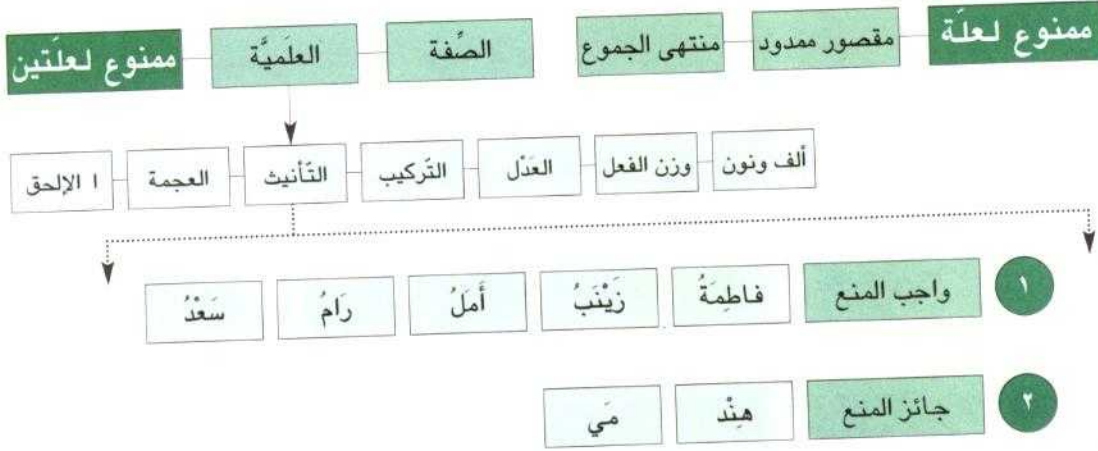 ممنوع لعلّة مقصور ممدود منتهى الجموع الصِّفة العلَميَّة ممنوع لعلّتين
ألف ونون وزن الفعل العَدْل التّركيب التّأنيث العجمة ا الإلحق
١ واجب المنع فاطِمَةُ زَيْنَبُ أَمَلُ رَامُ سَعْدُ
٢ جائز المنع هِنْد مَي